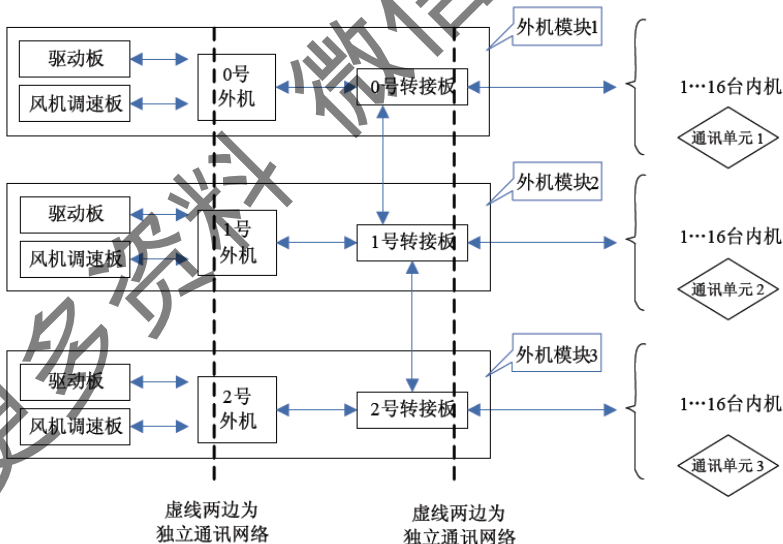 外机模块1
驱动板
风机调速板
0号
外机
0号转接板
1…16台内机
通讯单元 1
外机模块2
驱动板
风机调速板
1号
外机
1号转接板
1…16台内机
通讯单元 2
外机模块3
驱动板
风机调速板
2号
外机
2号转接板
1…16台内机
通讯单元 3
虚线两边为
独立通讯网络
虚线两边为
独立通讯网络
更多资料 微信